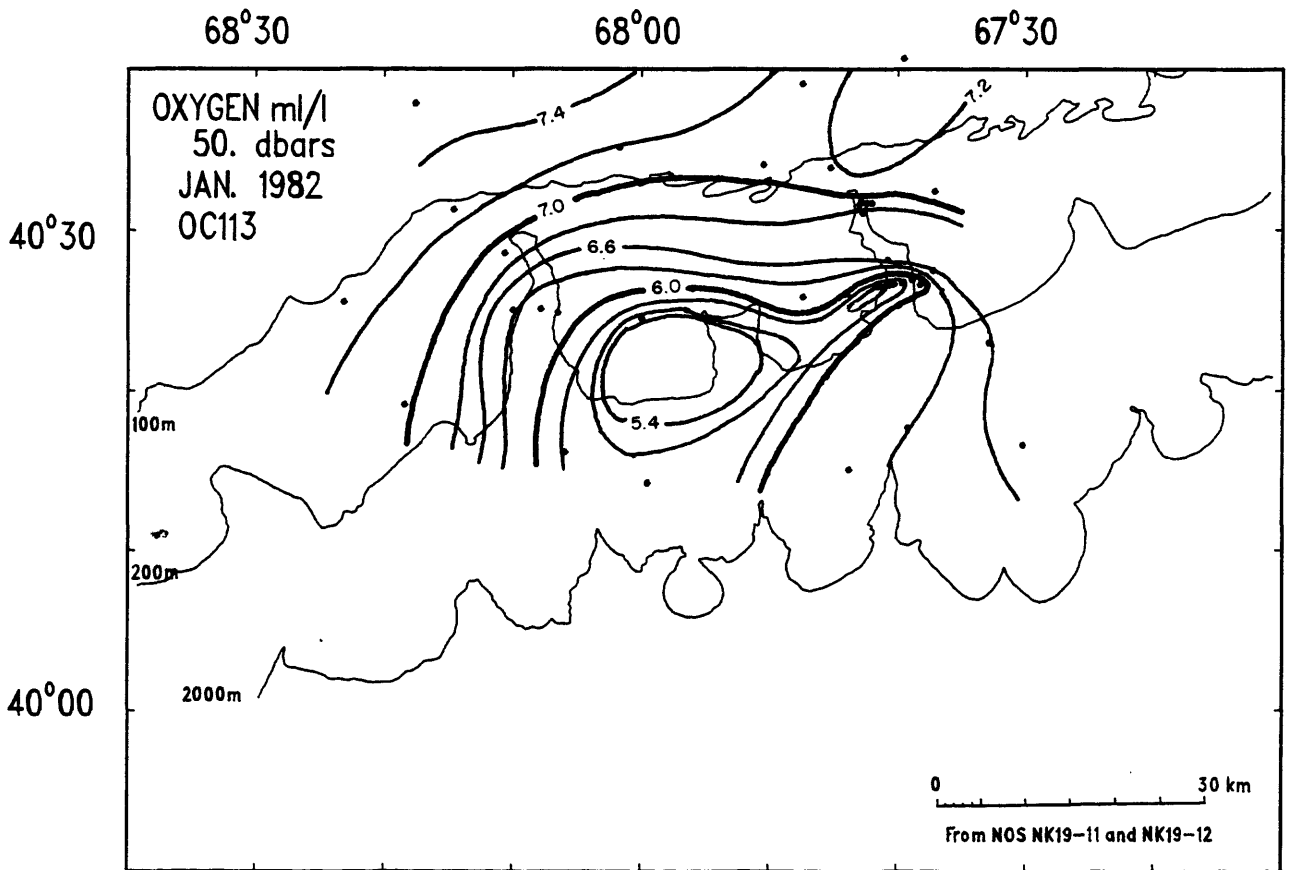 68°30 68°00 67°30
OXYGEN ml/l
50. dbars
JAN. 1982
OC113
7.4
7.2
7.0
40°30
6.6
6.0
5.4
100m
200m
2000m
40°00
0 30 km
From NOS NK19-11 and NK19-12